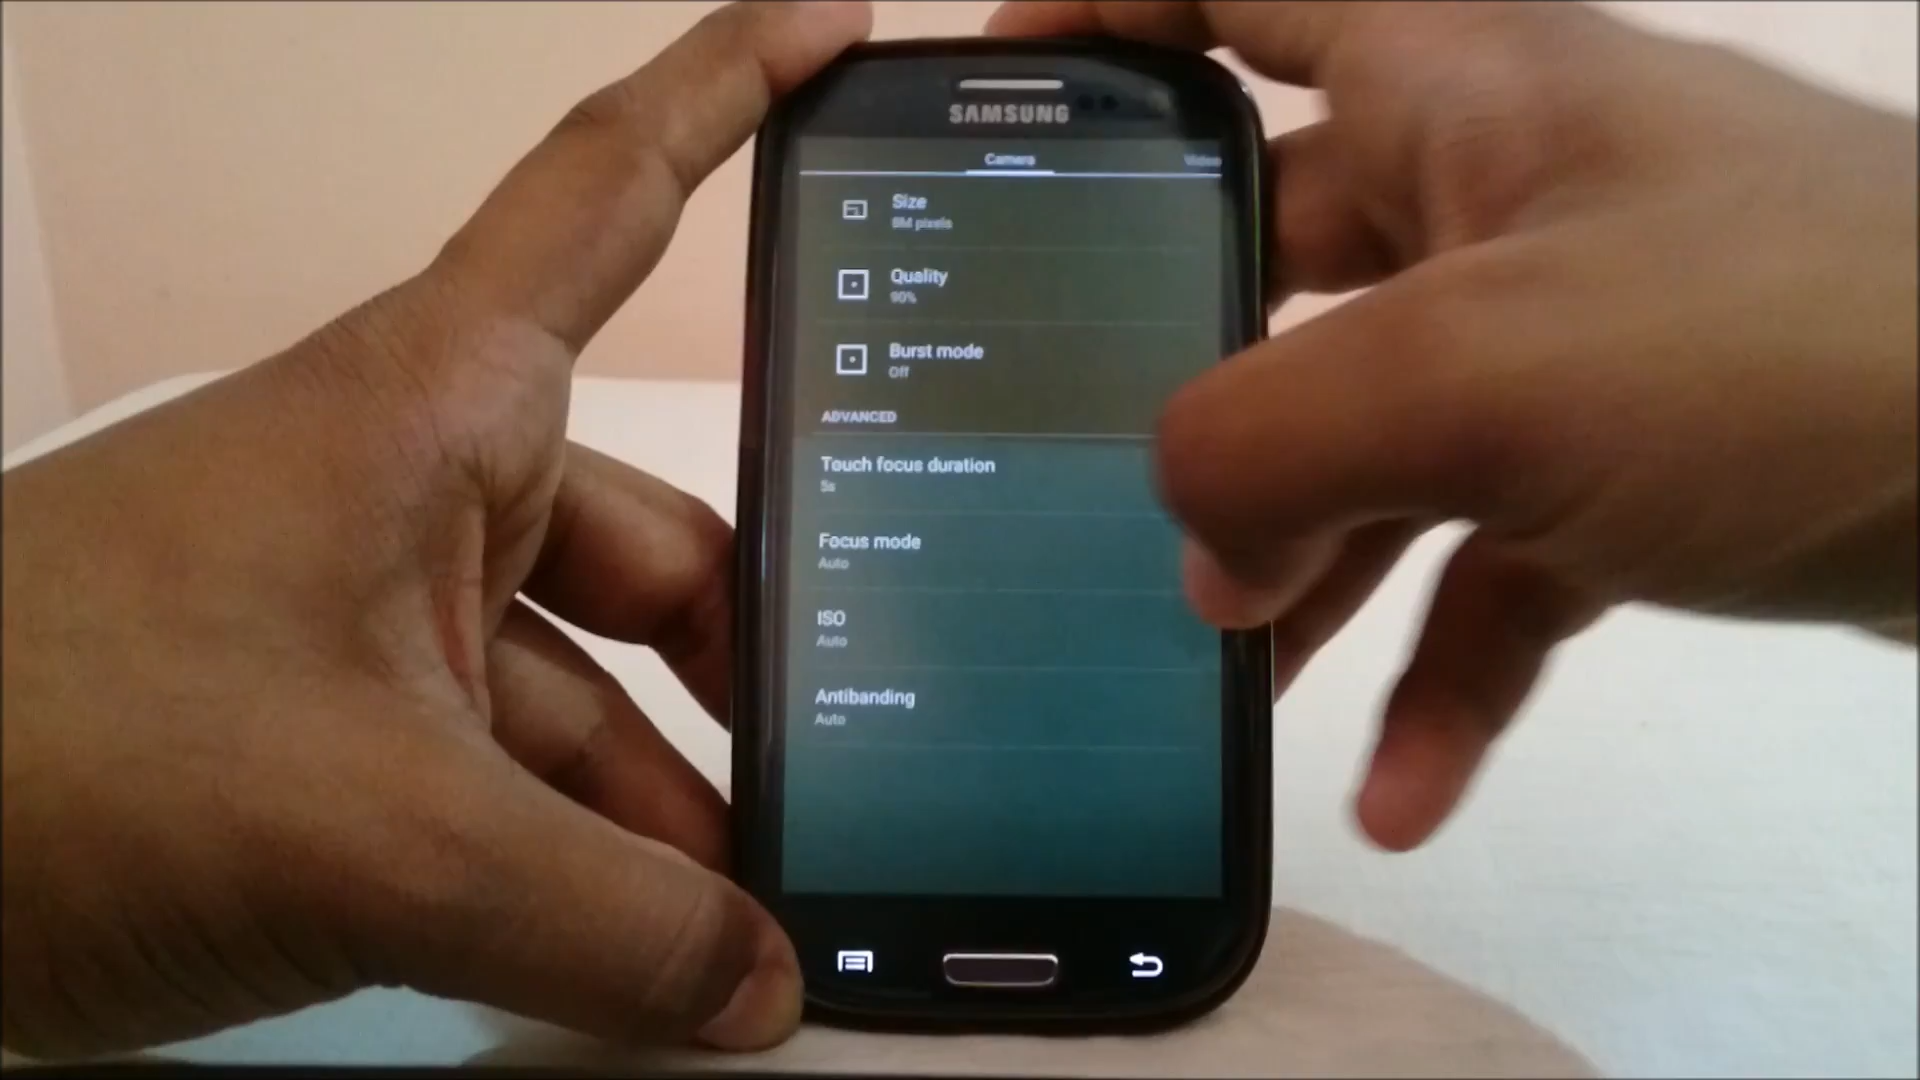 SAMSUNG
Camera
Video
Size
8M pixels
Quality
90%
Burst mode
Off
ADVANCED
Touch focus duration
5s
Focus mode
Auto
ISO
Auto
Antibanding
Auto